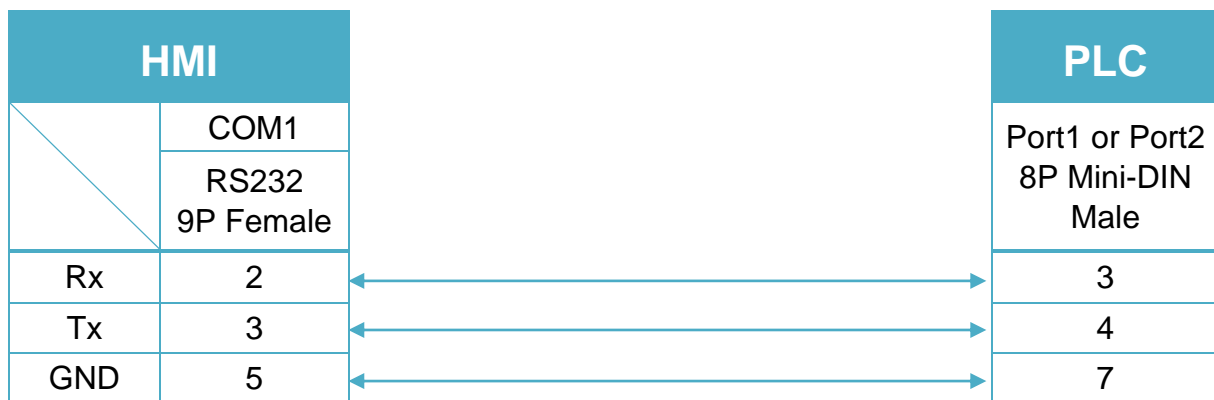 HMI PLC
COM1
RS232
9P Female
Port1 or Port2
8P Mini-DIN
Male
Rx 2 3
Tx 3 4
GND 5 7